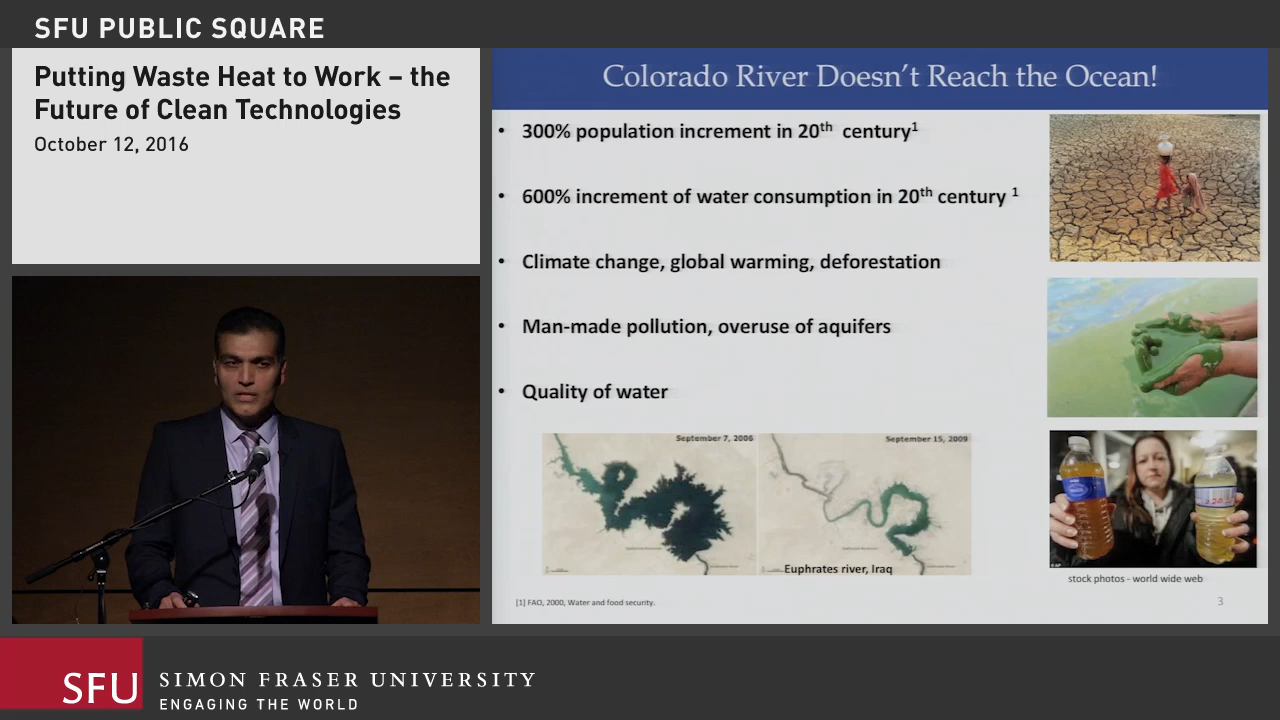 SFU PUBLIC SQUARE
Putting Waste Heat to Work – the
Future of Clean Technologies
October 12, 2016
Colorado River Doesn't Reach the Ocean!
• 300% population increment in 20th century1
• 600% increment of water consumption in 20th century 1
• Climate change, global warming, deforestation
• Man-made pollution, overuse of aquifers
• Quality of water
September 7, 2006
September 15, 2009
Euphrates river, Iraq
stock photos - world wide web
[1] FAO, 2000, Water and food security.
3
SFU
SIMON FRASER UNIVERSITY
ENGAGING THE WORLD